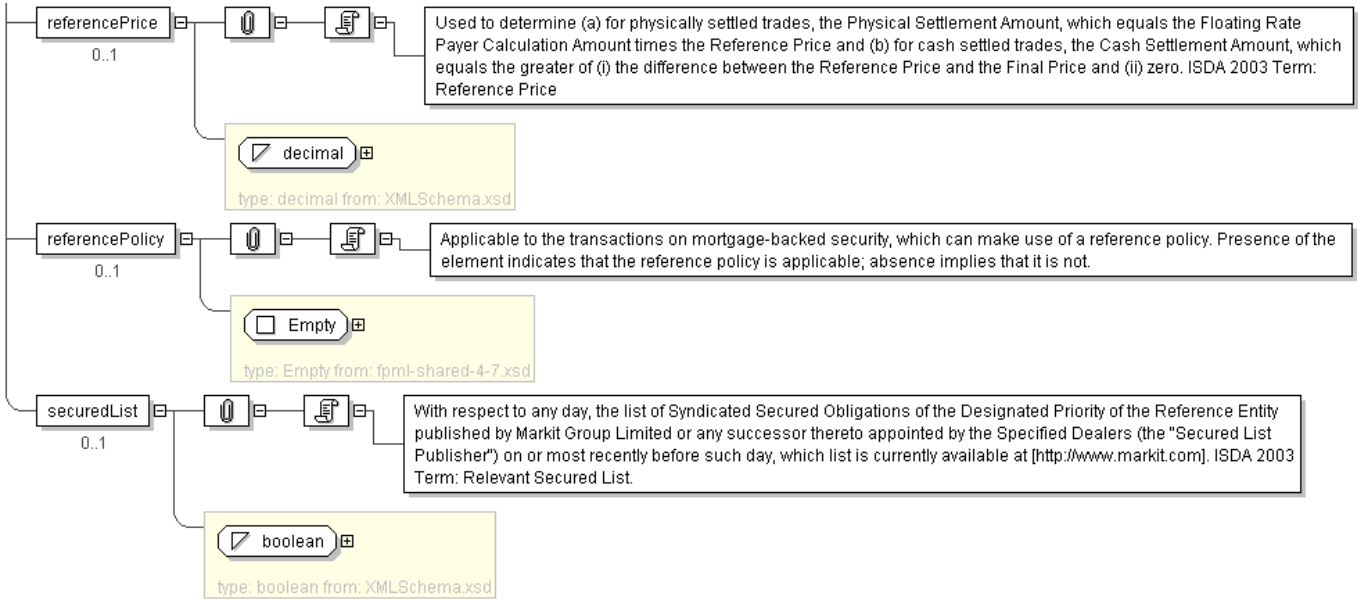 referencePrice
0..1
Used to determine (a) for physically settled trades, the Physical Settlement Amount, which equals the Floating Rate
Payer Calculation Amount times the Reference Price and (b) for cash settled trades, the Cash Settlement Amount, which
equals the greater of (i) the difference between the Reference Price and the Final Price and (ii) zero. ISDA 2003 Term:
Reference Price
decimal
type: decimal from: XMLSchema.xsd
referencePolicy
0..1
Applicable to the transactions on mortgage-backed security, which can make use of a reference policy. Presence of the
element indicates that the reference policy is applicable; absence implies that it is not.
Empty
type: Empty from: fpml-shared-4-7.xsd
securedList
0..1
With respect to any day, the list of Syndicated Secured Obligations of the Designated Priority of the Reference Entity
published by Markit Group Limited or any successor thereto appointed by the Specified Dealers (the "Secured List
Publisher") on or most recently before such day, which list is currently available at [http://www.markit.com]. ISDA 2003
Term: Relevant Secured List.
boolean
type: boolean from: XMLSchema.xsd